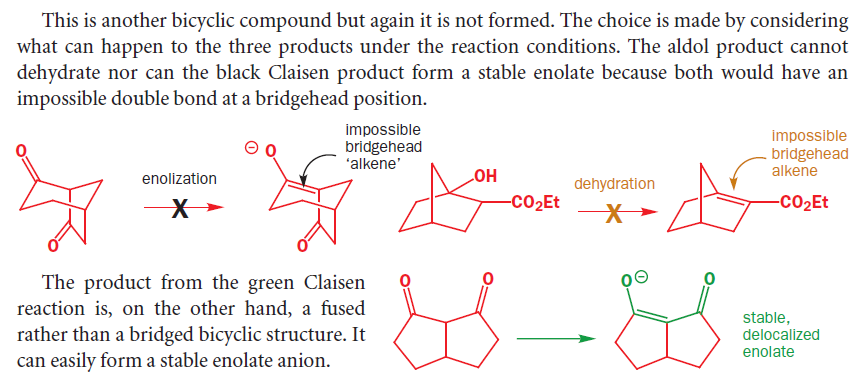 This is another bicyclic compound but again it is not formed. The choice is made by considering
what can happen to the three products under the reaction conditions. The aldol product cannot
dehydrate nor can the black Claisen product form a stable enolate because both would have an
impossible double bond at a bridgehead position.
O
O
enolization
X
⊖ O
O
impossible
bridgehead
'alkene'
OH
CO₂Et
dehydration
X
impossible
bridgehead
alkene
CO₂Et
The product from the green Claisen
reaction is, on the other hand, a fused
rather than a bridged bicyclic structure. It
can easily form a stable enolate anion.
O
O
O⊖
O
stable,
delocalized
enolate